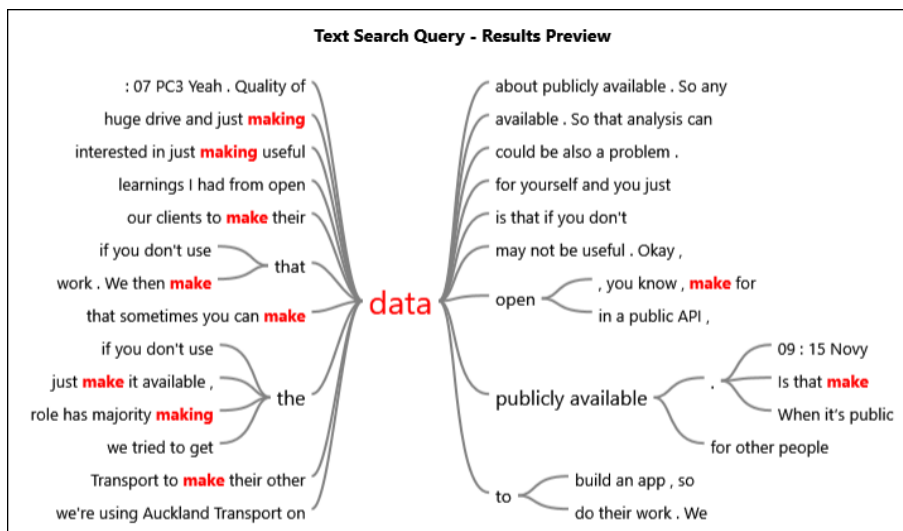 Text Search Query - Results Preview
: 07 PC3 Yeah . Quality of
huge drive and just making
interested in just making useful
learnings I had from open
our clients to make their
if you don't use
work . We then make
that
that sometimes you can make
if you don't use
just make it available ,
role has majority making
we tried to get
the
Transport to make their other
we're using Auckland Transport on
data
about publicly available . So any
available . So that analysis can
could be also a problem .
for yourself and you just
is that if you don't
may not be useful . Okay ,
open
, you know , make for
in a public API ,
publicly available
.
09 : 15 Novy
Is that make
When it's public
for other people
to
build an app , so
do their work . We